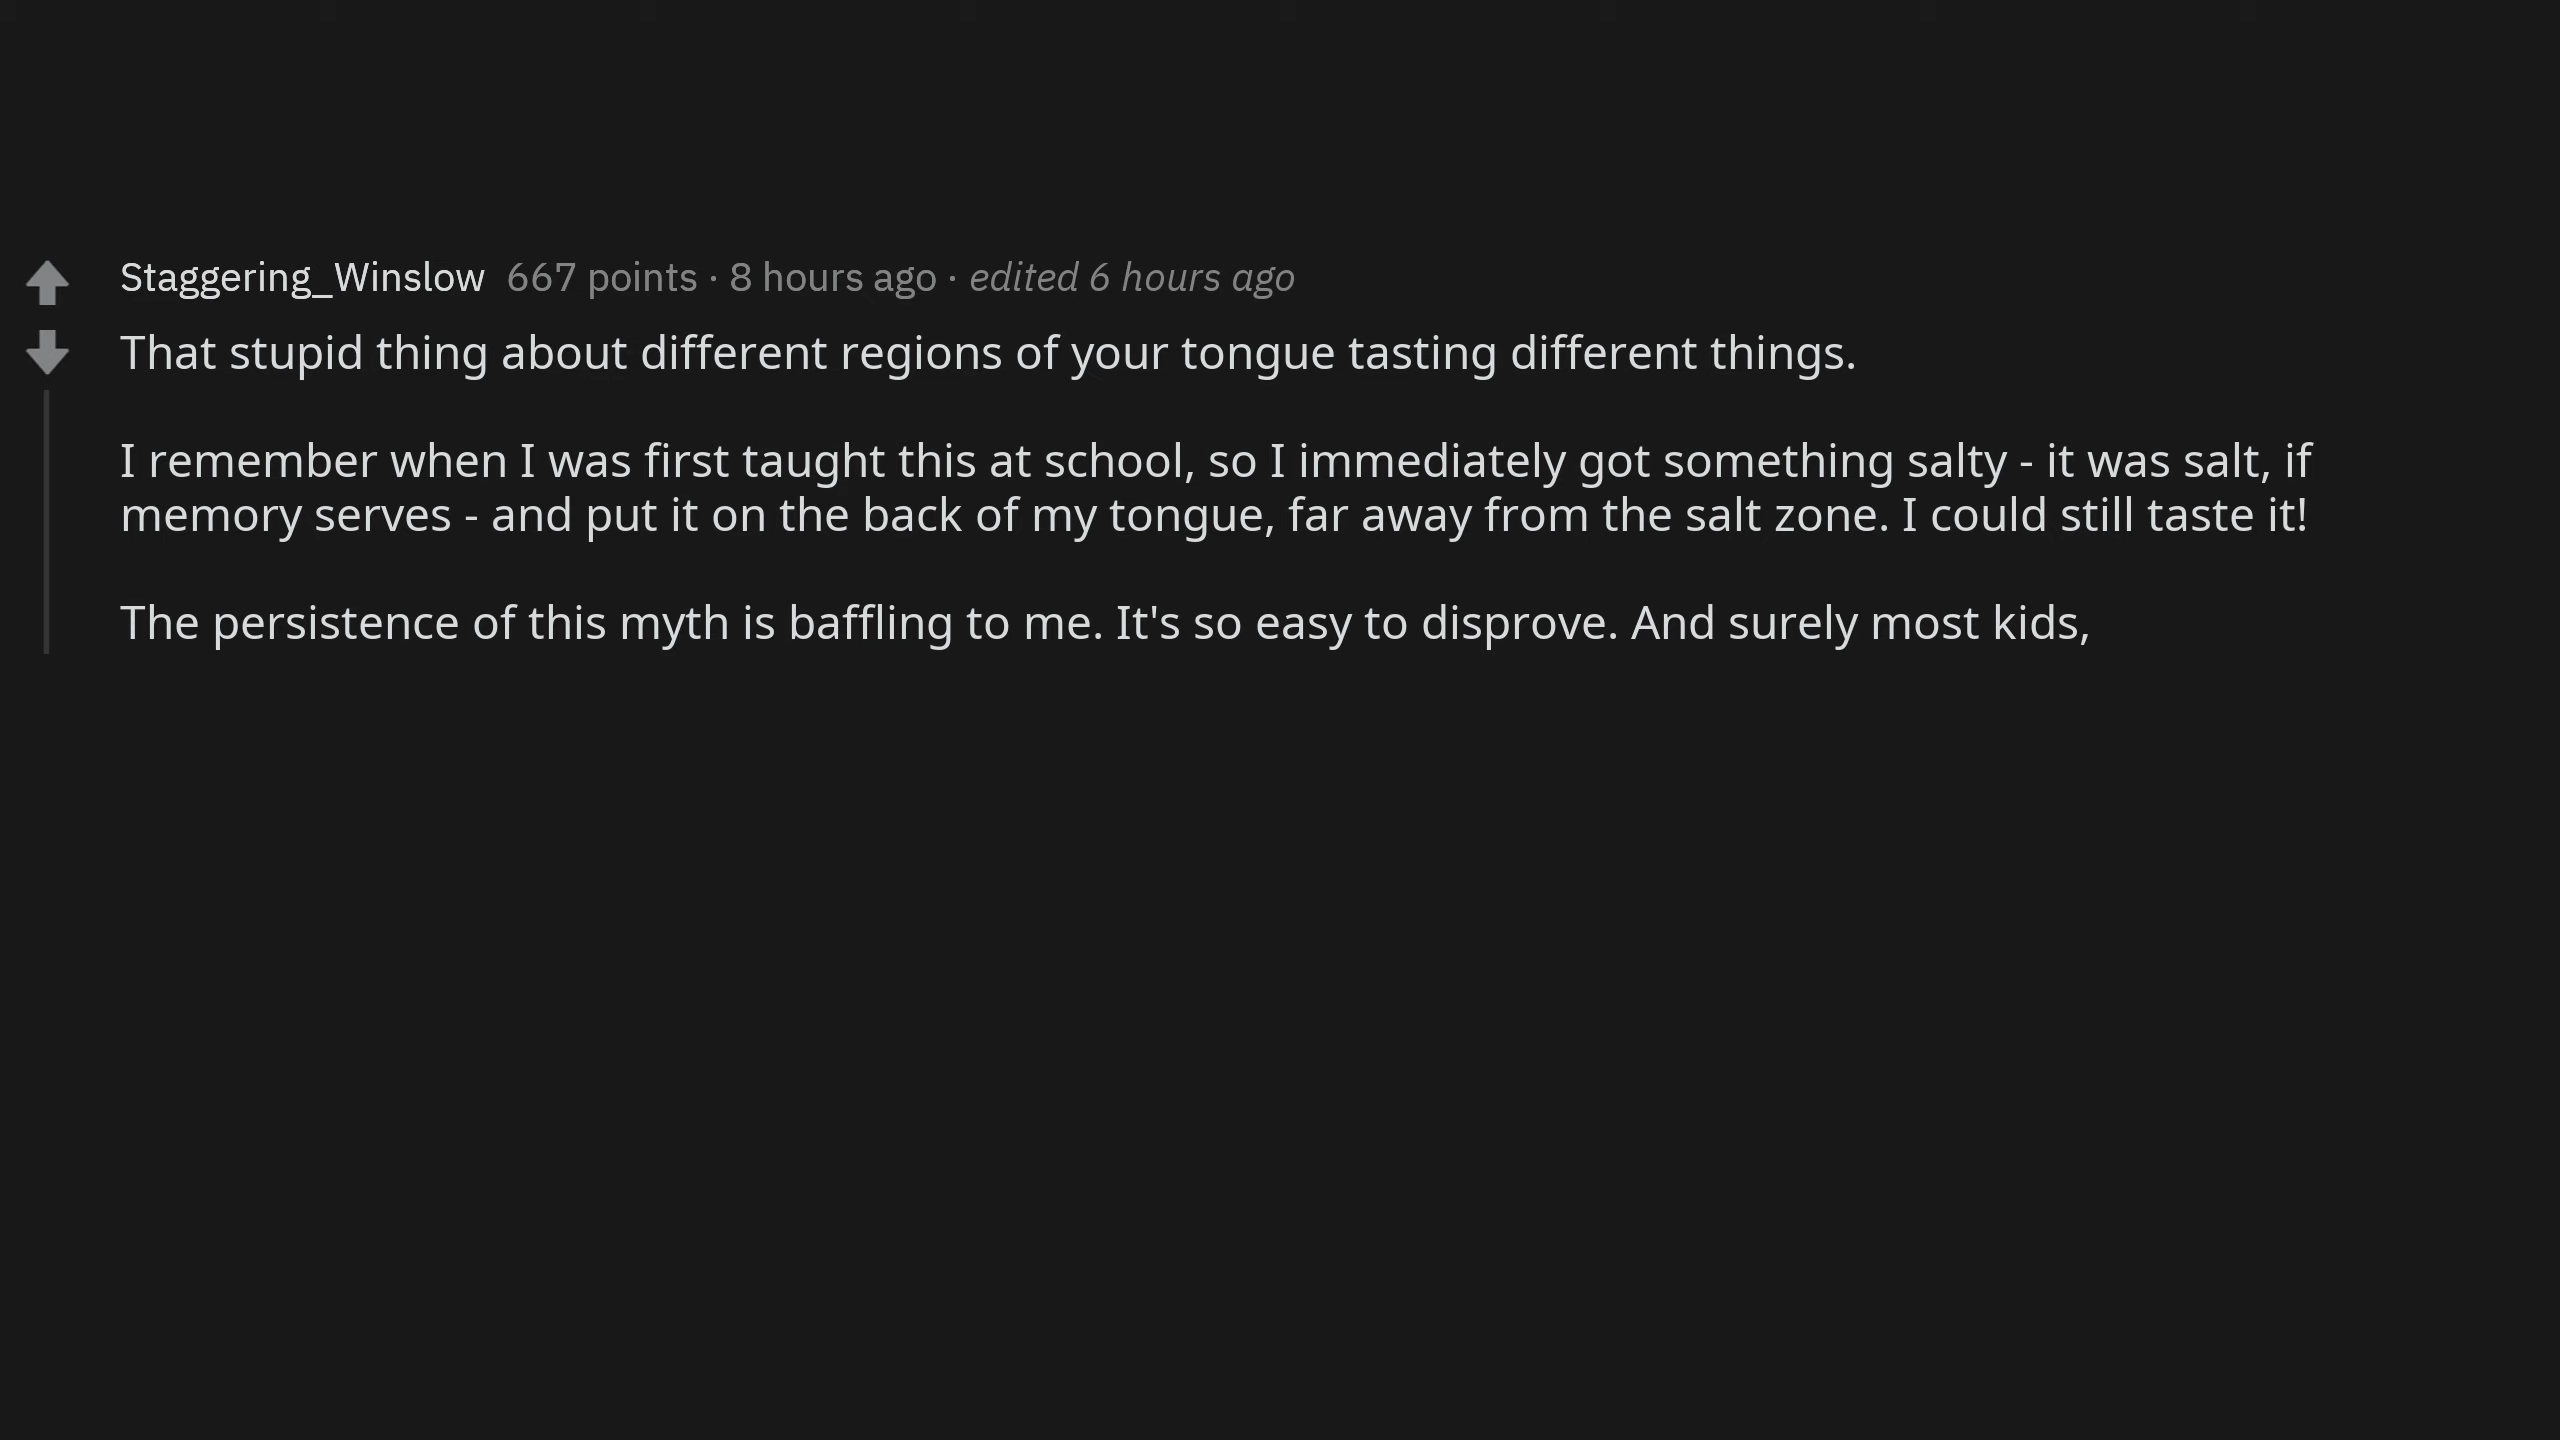 Staggering_Winslow 667 points · 8 hours ago · edited 6 hours ago
That stupid thing about different regions of your tongue tasting different things.
I remember when I was first taught this at school, so I immediately got something salty - it was salt, if
memory serves - and put it on the back of my tongue, far away from the salt zone. I could still taste it!
The persistence of this myth is baffling to me. It's so easy to disprove. And surely most kids,